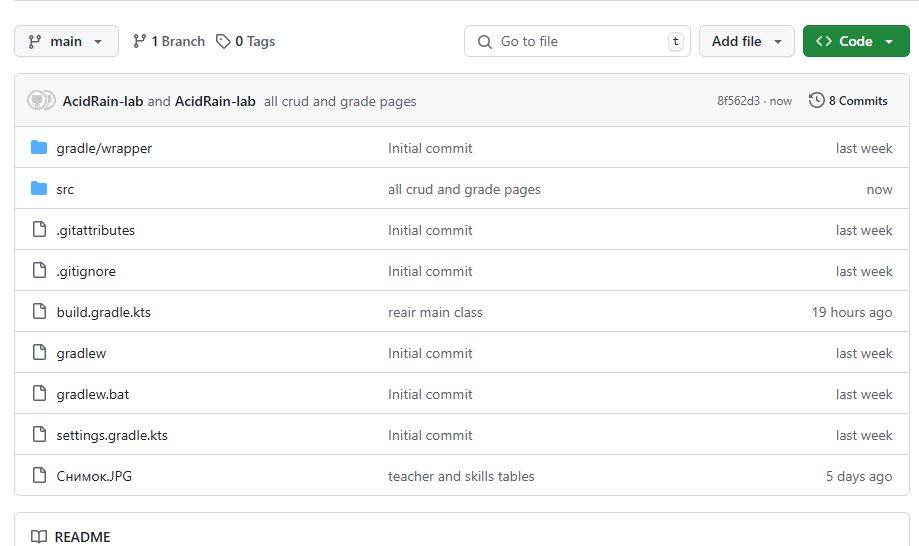 main 1 Branch 0 Tags Go to file t Add file Code
AcidRain-lab and AcidRain-lab all crud and grade pages 8f562d3 · now 8 Commits
gradle/wrapper Initial commit last week
src all crud and grade pages now
.gitattributes Initial commit last week
.gitignore Initial commit last week
build.gradle.kts reair main class 19 hours ago
gradlew Initial commit last week
gradlew.bat Initial commit last week
settings.gradle.kts Initial commit last week
Снимок.JPG teacher and skills tables 5 days ago
README